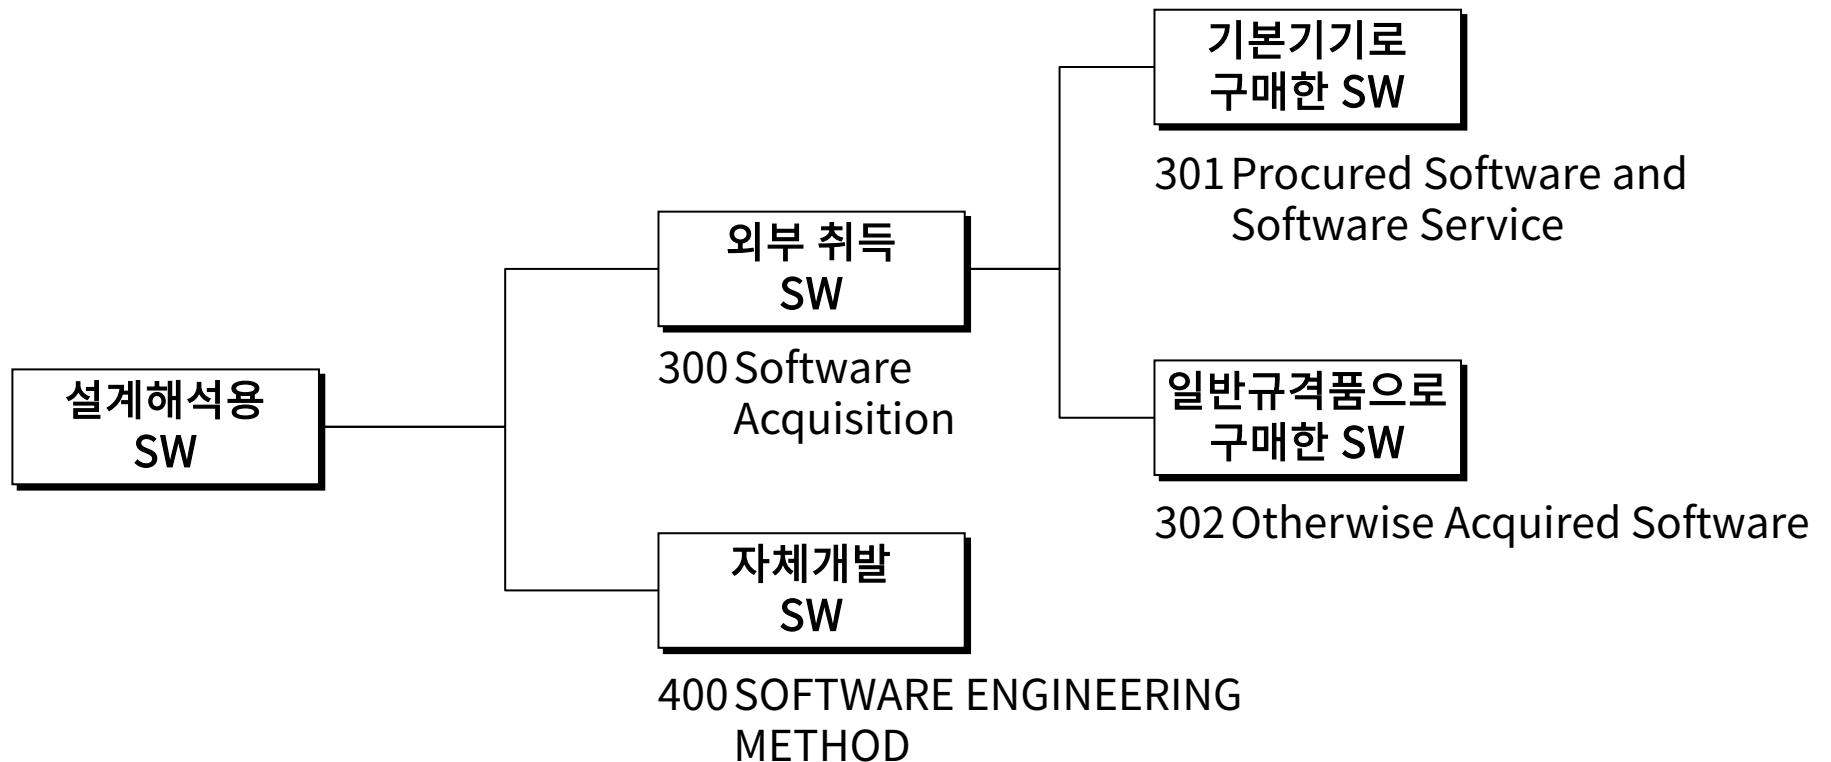 설계해석용
SW
외부 취득
SW
300 Software
Acquisition
자체개발
SW
400 SOFTWARE ENGINEERING
METHOD
기본기기로
구매한 SW
301 Procured Software and
Software Service
일반규격품으로
구매한 SW
302 Otherwise Acquired Software